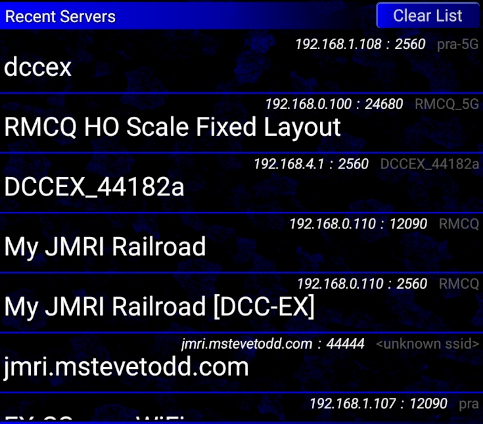 Recent Servers Clear List
192.168.1.108 : 2560 pra-5G
dccex
192.168.0.100 : 24680 RMCQ_5G
RMCQ HO Scale Fixed Layout
192.168.4.1 : 2560 DCCEX_44182a
DCCEX_44182a
192.168.0.110 : 12090 RMCQ
My JMRI Railroad
192.168.0.110 : 2560 RMCQ
My JMRI Railroad [DCC-EX]
jmri.mstevetodd.com : 44444 <unknown ssid>
jmri.mstevetodd.com
192.168.1.107 : 12090 pra